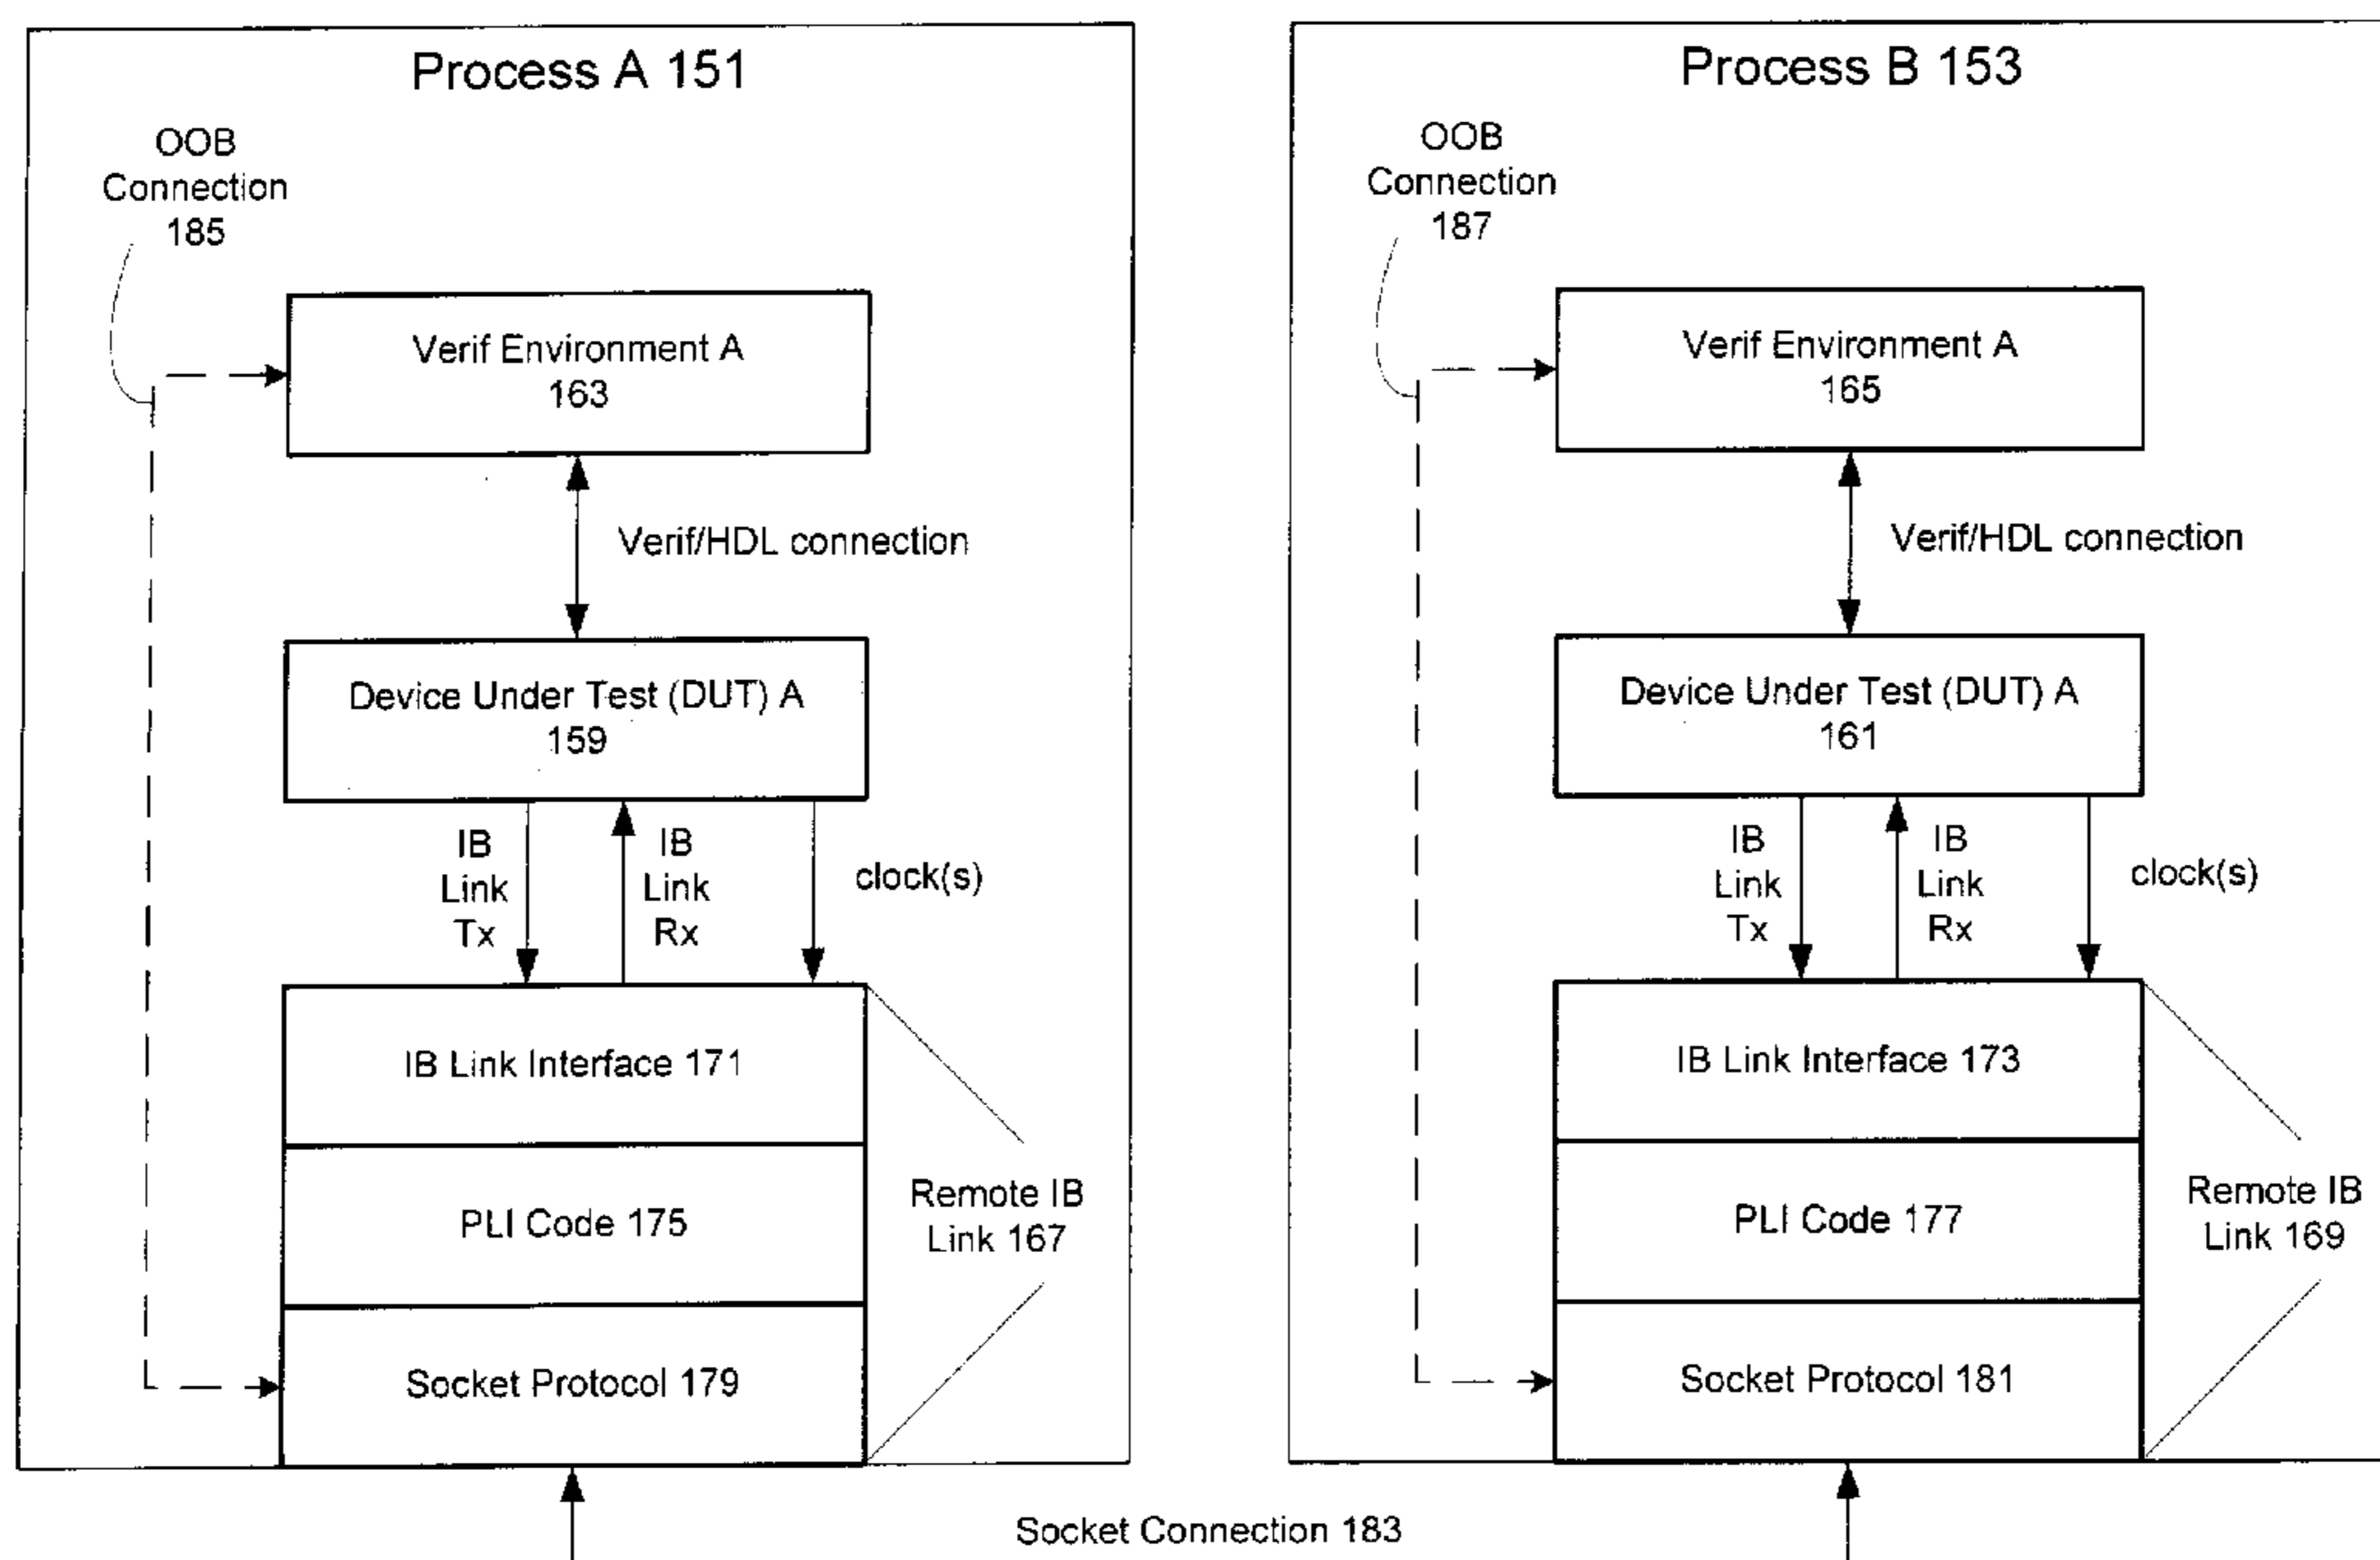 Process A 151
OOB
Connection
185
Verif Environment A
163
Verif/HDL connection
Device Under Test (DUT) A
159
IB
Link
Tx
IB
Link
Rx
clock(s)
IB Link Interface 171
PLI Code 175
Remote IB
Link 167
Socket Protocol 179
Process B 153
OOB
Connection
187
Verif Environment A
165
Verif/HDL connection
Device Under Test (DUT) A
161
IB
Link
Tx
IB
Link
Rx
clock(s)
IB Link Interface 173
PLI Code 177
Remote IB
Link 169
Socket Protocol 181
Socket Connection 183